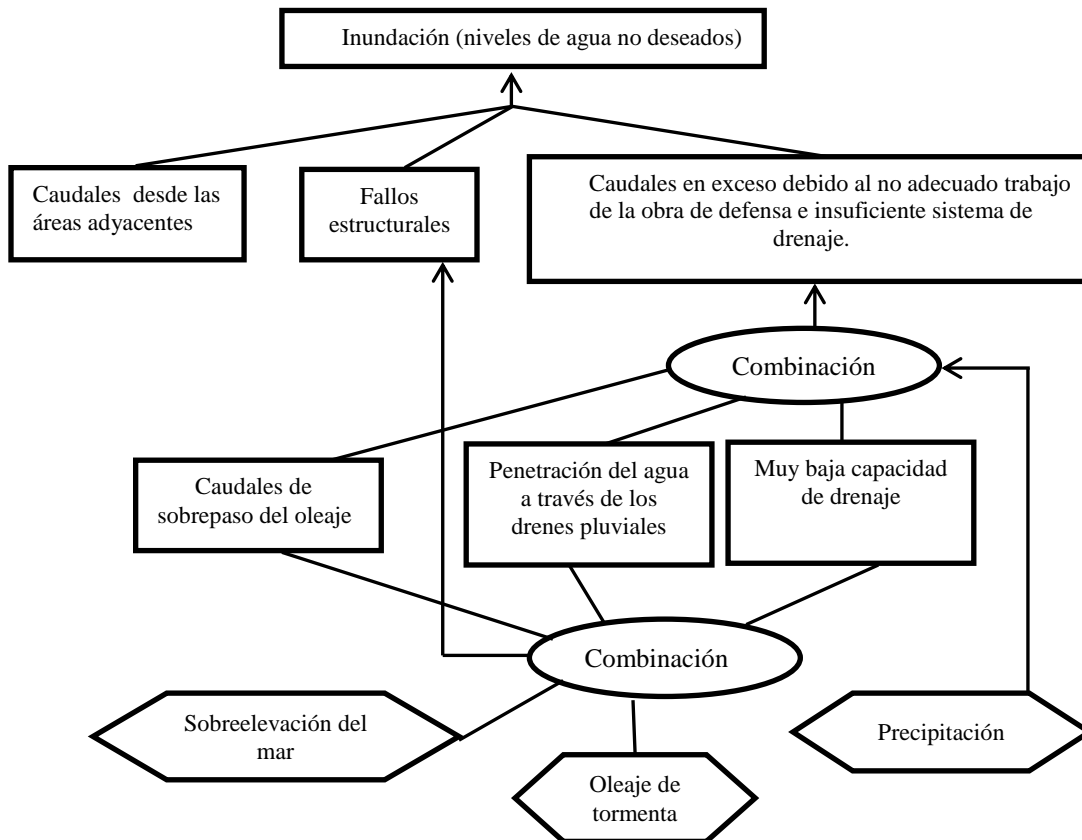 Inundación (niveles de agua no deseados)
Caudales desde las
áreas adyacentes
Fallos
estructurales
Caudales en exceso debido al no adecuado trabajo
de la obra de defensa e insuficiente sistema de
drenaje.
Combinación
Caudales de
sobrepaso del oleaje
Penetración del agua
a través de los
drenes pluviales
Muy baja capacidad
de drenaje
Combinación
Sobreelevación del
mar
Precipitación
Oleaje de
tormenta